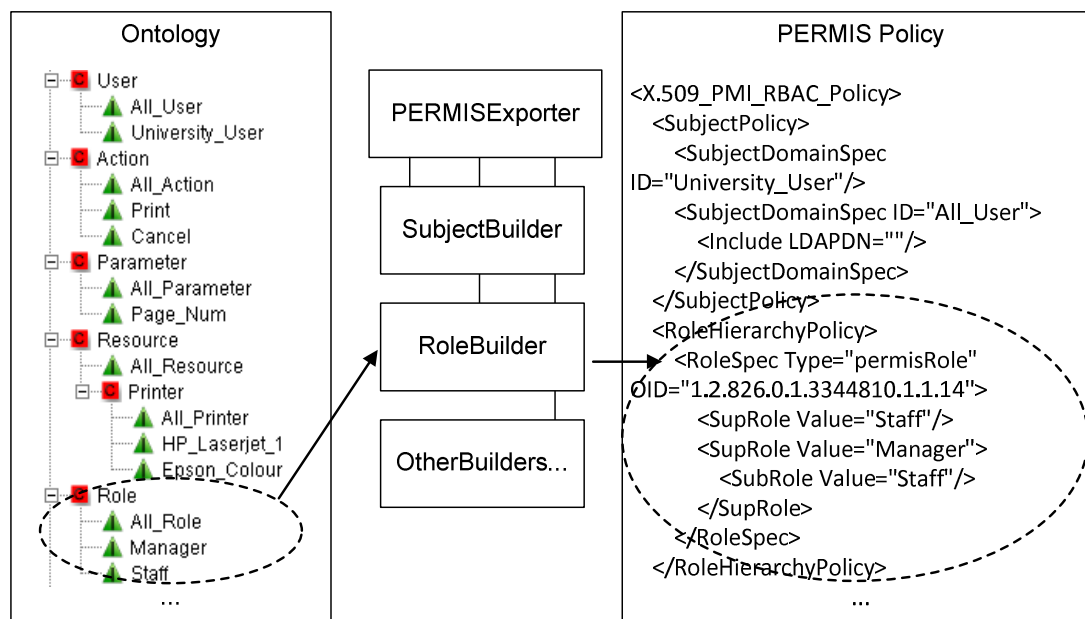 Ontology
C User
All_User
University_User
C Action
All_Action
Print
Cancel
C Parameter
All_Parameter
Page_Num
C Resource
All_Resource
C Printer
All_Printer
HP_Laserjet_1
Epson_Colour
C Role
All_Role
Manager
Staff
...
PERMISExporter
SubjectBuilder
RoleBuilder
OtherBuilders...
PERMIS Policy
<X.509_PMI_RBAC_Policy>
<SubjectPolicy>
<SubjectDomainSpec
ID="University_User"/>
<SubjectDomainSpec ID="All_User">
<Include LDAPDN=""/>
</SubjectDomainSpec>
</SubjectPolicy>
<RoleHierarchyPolicy>
<RoleSpec Type="permisRole"
OID="1.2.826.0.1.3344810.1.1.14">
<SupRole Value="Staff"/>
<SupRole Value="Manager">
<SubRole Value="Staff"/>
</SupRole>
</RoleSpec>
</RoleHierarchyPolicy>
...